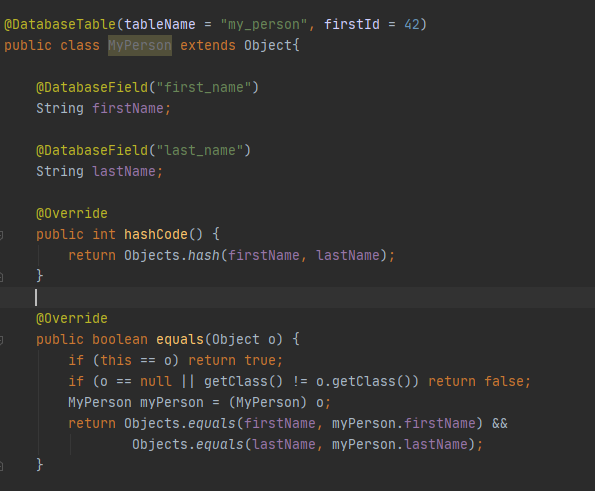 @DatabaseTable(tableName = "my_person", firstId = 42)
public class MyPerson extends Object{
@DatabaseField("first_name")
String firstName;
@DatabaseField("last_name")
String lastName;
@Override
public int hashCode() {
return Objects.hash(firstName, lastName);
}
@Override
public boolean equals(Object o) {
if (this == o) return true;
if (o == null || getClass() != o.getClass()) return false;
MyPerson myPerson = (MyPerson) o;
return Objects.equals(firstName, myPerson.firstName) &&
Objects.equals(lastName, myPerson.lastName);
}